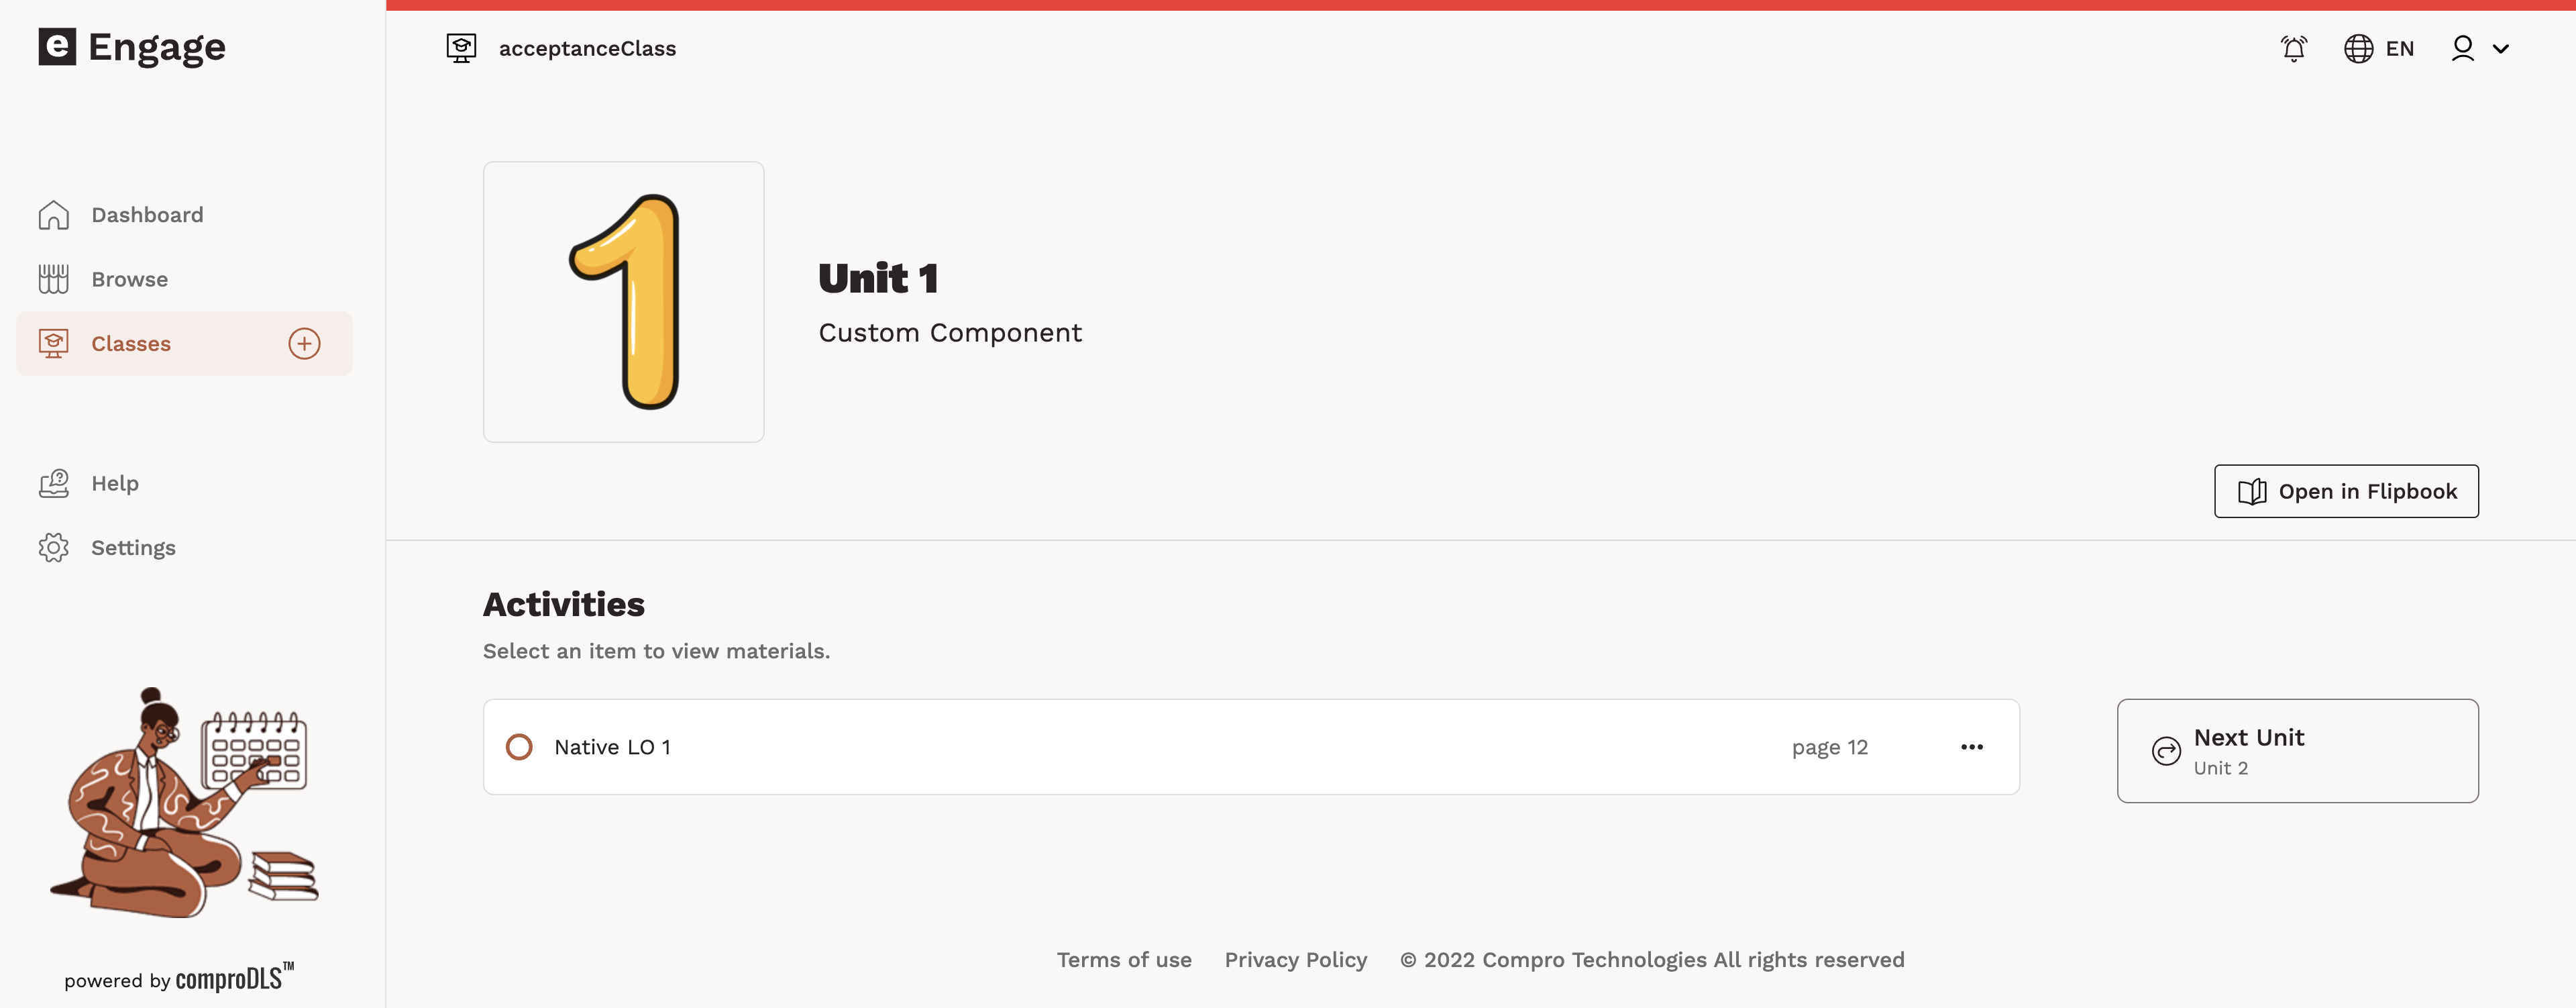 e Engage
acceptanceClass
EN
Dashboard
Browse
Classes
Help
Settings
powered by comproDLS™
1
Unit 1
Custom Component
Open in Flipbook
Activities
Select an item to view materials.
Native LO 1
page 12
Next Unit
Unit 2
Terms of use
Privacy Policy
© 2022 Compro Technologies All rights reserved